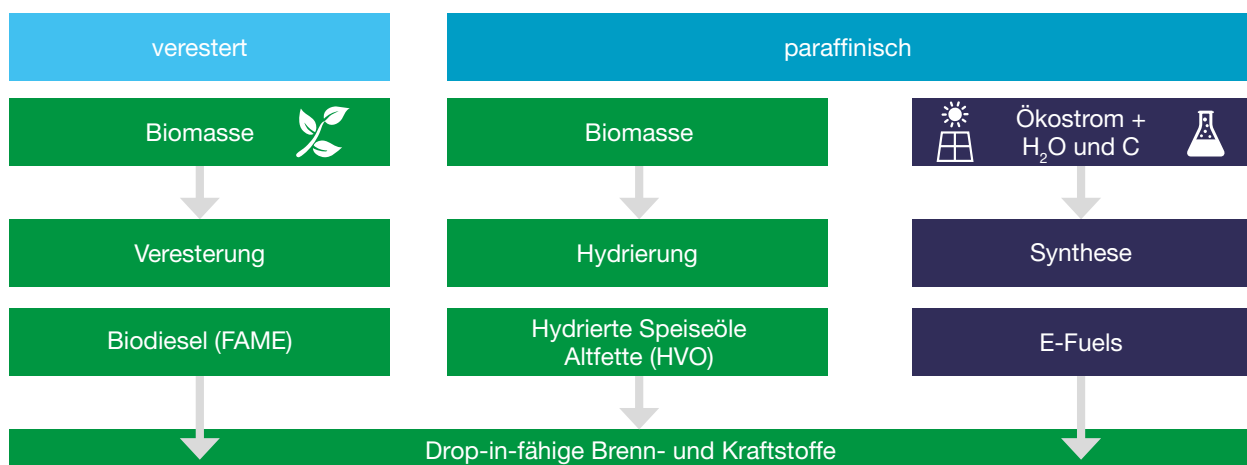 verestert
paraffinisch
Biomasse
Biomasse
Ökostrom +
H₂O und C
Veresterung
Hydrierung
Synthese
Biodiesel (FAME)
Hydrierte Speiseöle
Altfette (HVO)
E-Fuels
Drop-in-fähige Brenn- und Kraftstoffe